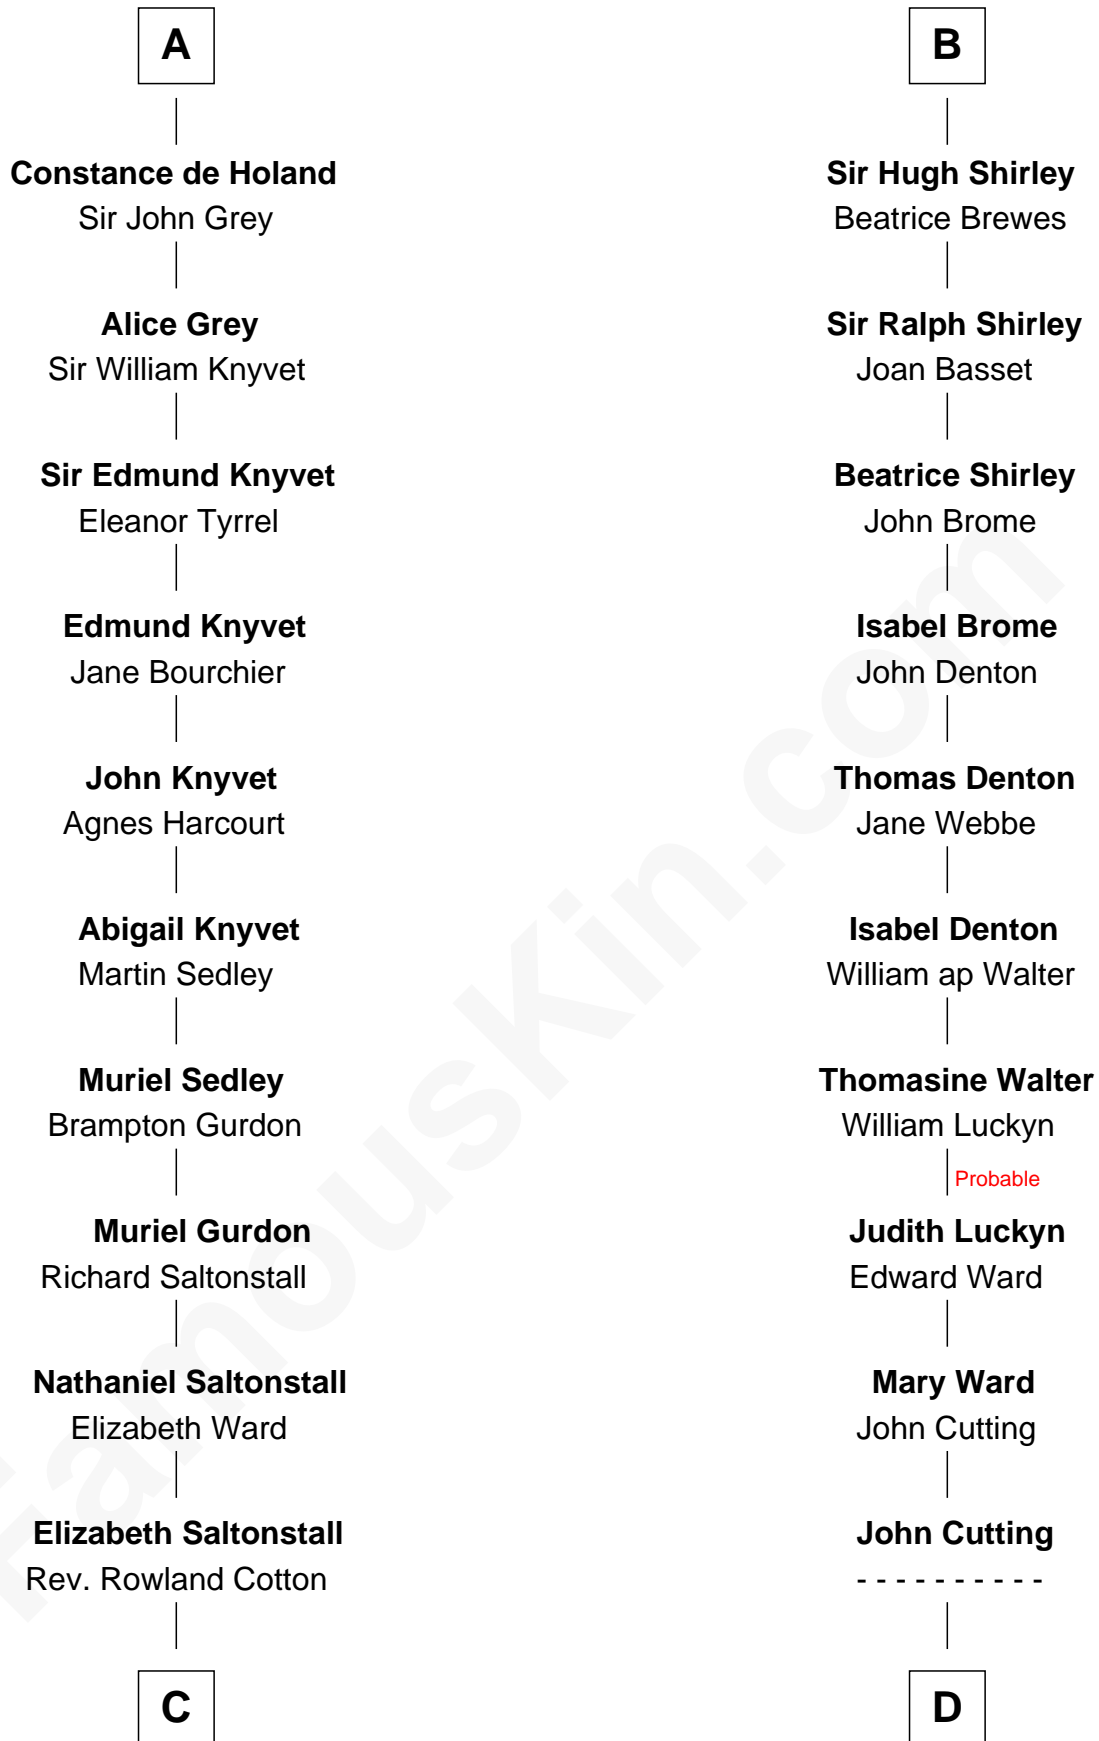 A
Constance de Holand
Sir John Grey
Alice Grey
Sir William Knyvet
Sir Edmund Knyvet
Eleanor Tyrrel
Edmund Knyvet
Jane Bourchier
John Knyvet
Agnes Harcourt
Abigail Knyvet
Martin Sedley
Muriel Sedley
Brampton Gurdon
Muriel Gurdon
Richard Saltonstall
Nathaniel Saltonstall
Elizabeth Ward
Elizabeth Saltonstall
Rev. Rowland Cotton
C
B
Sir Hugh Shirley
Beatrice Brewes
Sir Ralph Shirley
Joan Basset
Beatrice Shirley
John Brome
Isabel Brome
John Denton
Thomas Denton
Jane Webbe
Isabel Denton
William ap Walter
Thomasine Walter
William Luckyn
Probable
Judith Luckyn
Edward Ward
Mary Ward
John Cutting
John Cutting
- - - - - - - - - -
D
FamousKin.com